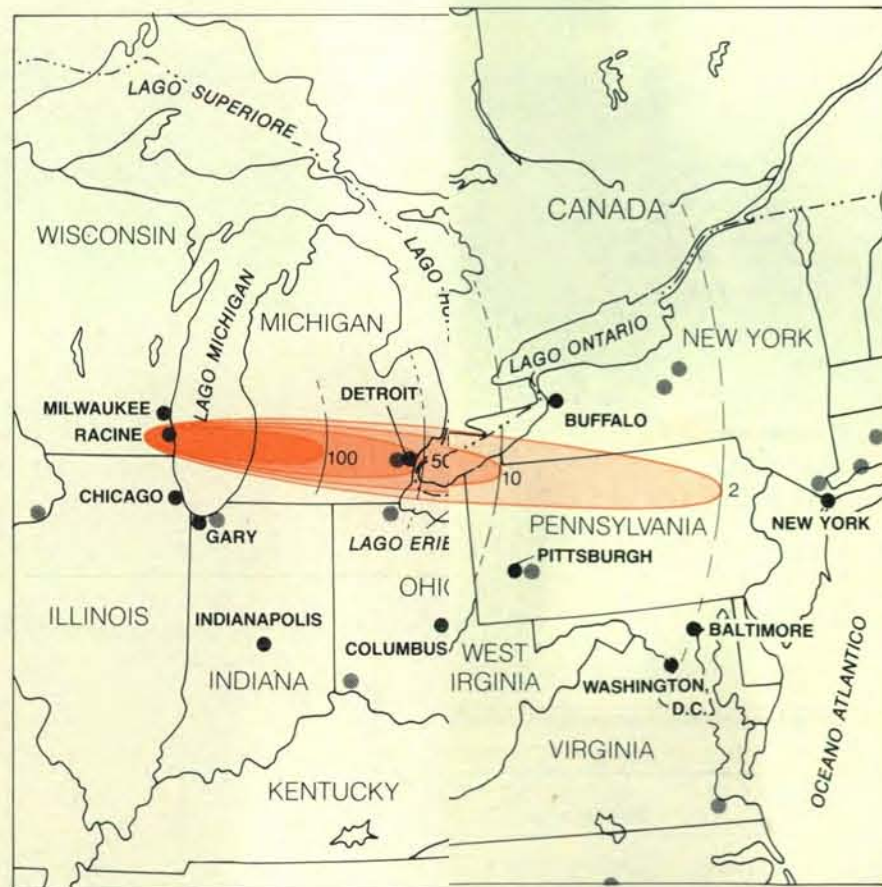 LAGO SUPERIORE
WISCONSIN
LAGO MICHIGAN
MICHIGAN
LAGO HU
CANADA
LAGO ONTARIO
NEW YORK
MILWAUKEE
RACINE
DETROIT
BUFFALO
100
50
10
2
CHICAGO
GARY
LAGO ERIE
PENNSYLVANIA
NEW YORK
PITTSBURGH
ILLINOIS
INDIANAPOLIS
OHIO
COLUMBUS
INDIANA
WEST
IRGINIA
BALTIMORE
WASHINGTON,
D.C.
VIRGINIA
KENTUCKY
OCEANO ATLANTICO